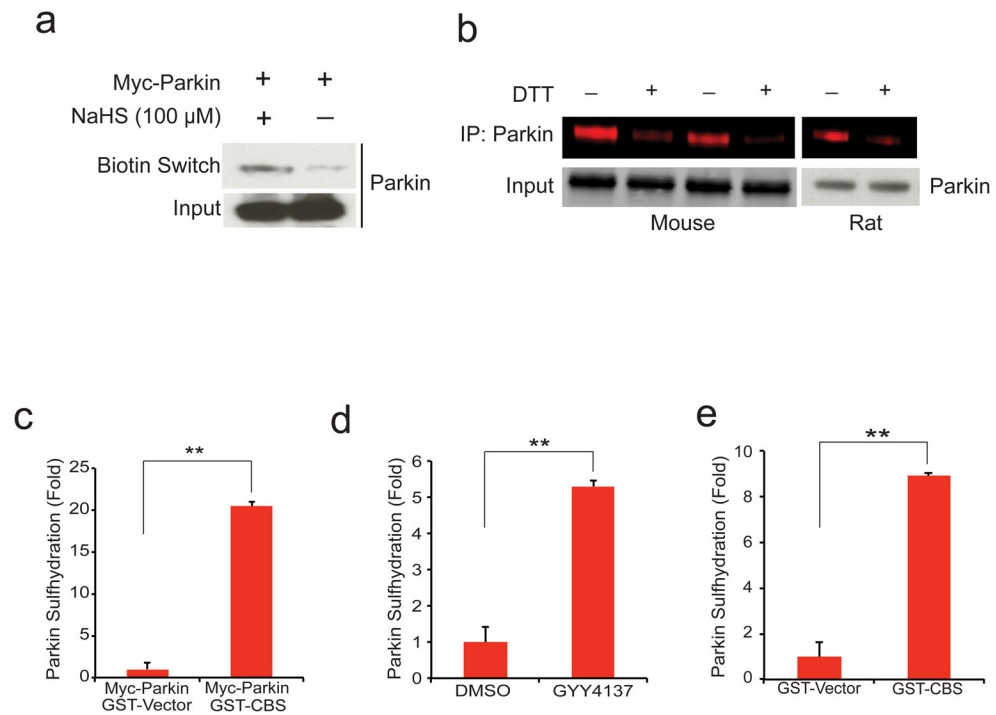 a
Myc-Parkin + +
NaHS (100 µM) + −
Biotin Switch
Input
Parkin
b
DTT − + − + − +
IP: Parkin
Input
Parkin
Mouse Rat
c
Parkin Sulfhydration (Fold)
25
20
15
10
5
0
**
Myc-Parkin Myc-Parkin
GST-Vector GST-CBS
d
Parkin Sulfhydration (Fold)
6
5
4
3
2
1
0
**
DMSO GYY4137
e
Parkin Sulfhydration (Fold)
10
8
6
4
2
0
**
GST-Vector GST-CBS